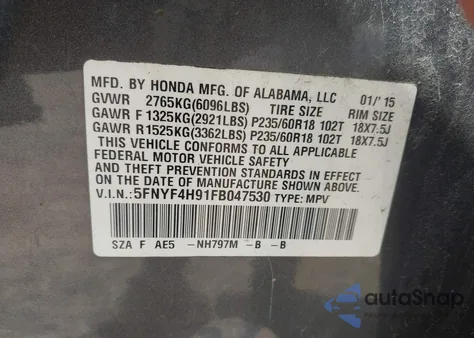 MFD. BY HONDA MFG. OF ALABAMA, LLC 01/'15
GVWR 2765KG(6096LBS) TIRE SIZE RIM SIZE
GAWR F 1325KG(2921LBS) P235/60R18 102T 18X7.5J
GAWR R 1525KG(3362LBS) P235/60R18 102T 18X7.5J
THIS VEHICLE CONFORMS TO ALL APPLICABLE
FEDERAL MOTOR VEHICLE SAFETY
AND THEFT PREVENTION STANDARDS IN EFFECT
ON THE DATE OF MANUFACTURE SHOWN ABOVE.
V.I.N.: 5FNYF4H91FB047530 TYPE: MPV
SZA F AE5 -NH797M -B -B
autoSnap